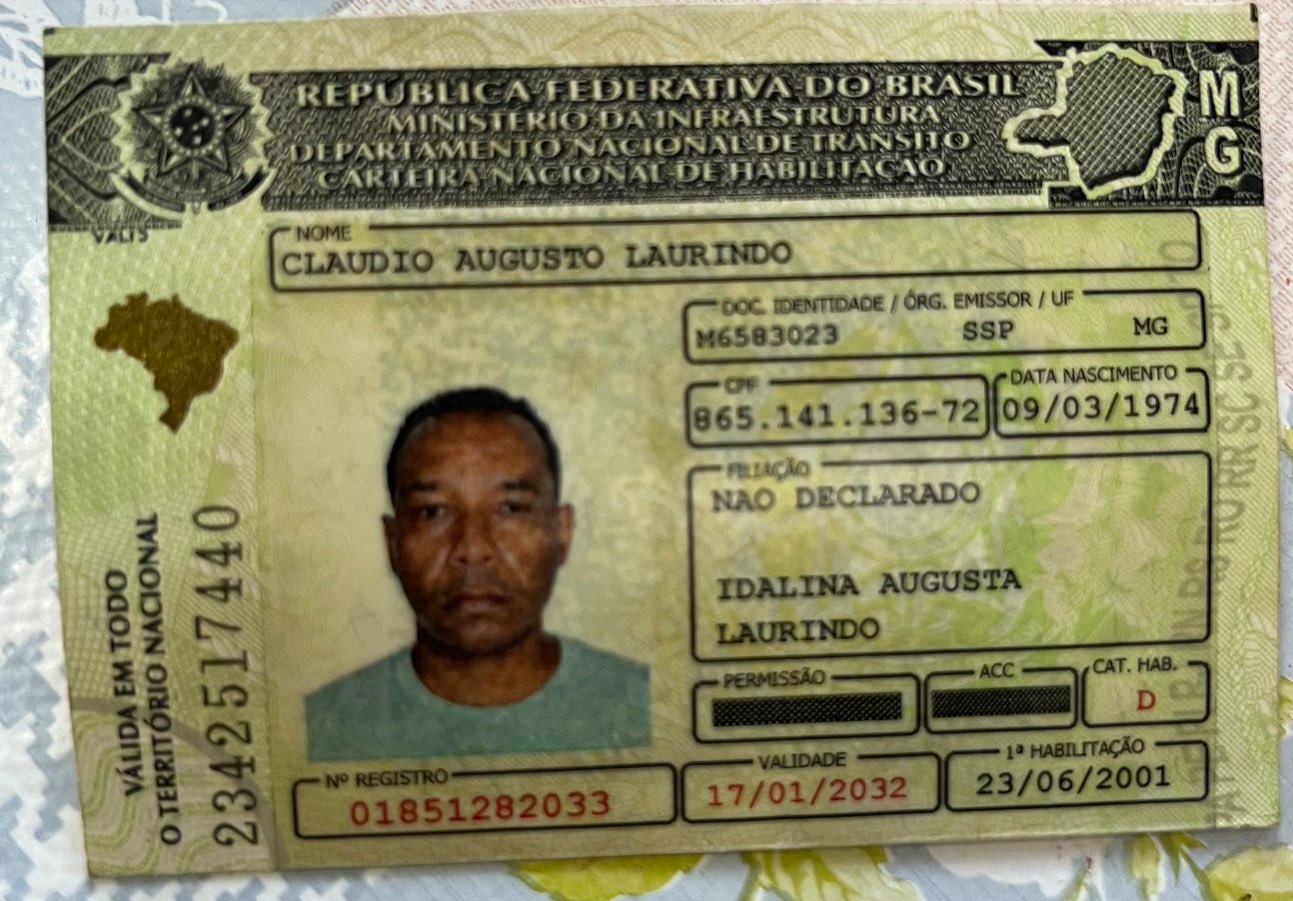 REPÚBLICA FEDERATIVA DO BRASIL
MINISTÉRIO DA INFRAESTRUTURA
DEPARTAMENTO NACIONAL DE TRÂNSITO
CARTEIRA NACIONAL DE HABILITAÇÃO
M
G
NOME
CLAUDIO AUGUSTO LAURINDO
DOC. IDENTIDADE / ÓRG. EMISSOR / UF
M6583023 SSP MG
CPF
865.141.136-72
DATA NASCIMENTO
09/03/1974
FILIAÇÃO
NAO DECLARADO
IDALINA AUGUSTA
LAURINDO
PERMISSÃO
ACC
CAT. HAB.
D
Nº REGISTRO
01851282033
VALIDADE
17/01/2032
1ª HABILITAÇÃO
23/06/2001
VÁLIDA EM TODO
O TERRITÓRIO NACIONAL
2342517440